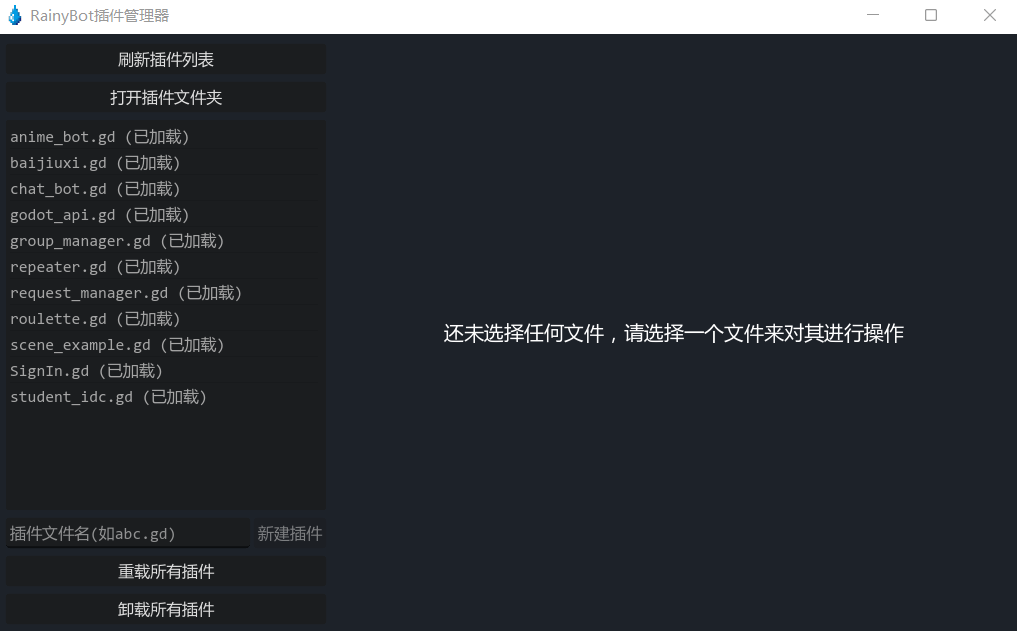 RainyBot插件管理器
刷新插件列表
打开插件文件夹
anime_bot.gd (已加载)
baijiuxi.gd (已加载)
chat_bot.gd (已加载)
godot_api.gd (已加载)
group_manager.gd (已加载)
repeater.gd (已加载)
request_manager.gd (已加载)
roulette.gd (已加载)
scene_example.gd (已加载)
SignIn.gd (已加载)
student_idc.gd (已加载)
还未选择任何文件，请选择一个文件来对其进行操作
插件文件名(如abc.gd) 新建插件
重载所有插件
卸载所有插件